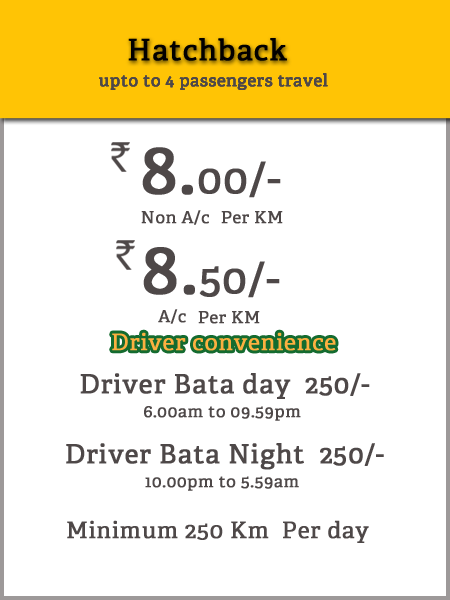 Hatchback
upto to 4 passengers travel
₹ 8.00/-
Non A/c Per KM
₹ 8.50/-
A/c Per KM
Driver convenience
Driver Bata day 250/-
6.00am to 09.59pm
Driver Bata Night 250/-
10.00pm to 5.59am
Minimum 250 Km Per day